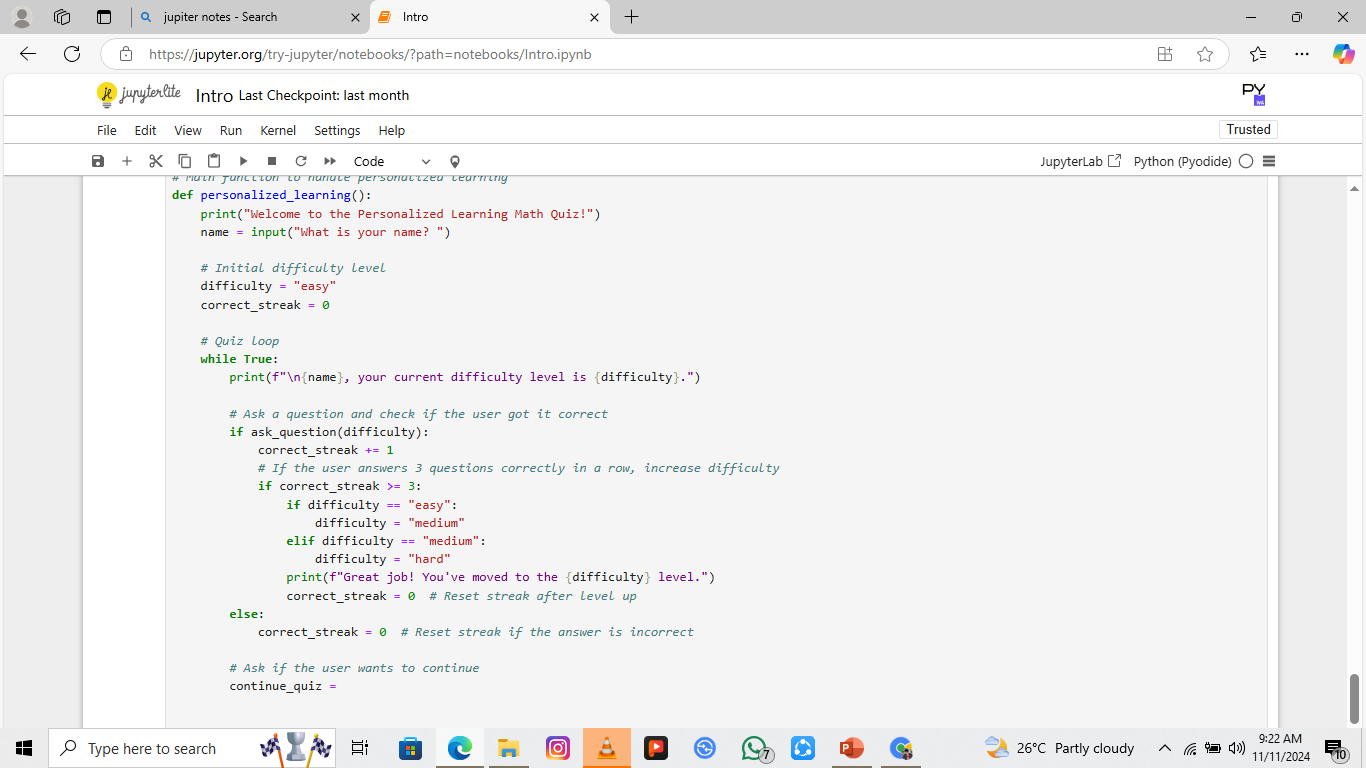 jupiter notes - Search
Intro
https://jupyter.org/try-jupyter/notebooks/?path=notebooks/Intro.ipynb
jupyterlite
Intro Last Checkpoint: last month
PY
File Edit View Run Kernel Settings Help
Trusted
Code
JupyterLab
Python (Pyodide)
# Main function to handle personalized learning
def personalized_learning():
    print("Welcome to the Personalized Learning Math Quiz!")
    name = input("What is your name? ")
    # Initial difficulty level
    difficulty = "easy"
    correct_streak = 0
    # Quiz loop
    while True:
        print(f"\n{name}, your current difficulty level is {difficulty}.")
        # Ask a question and check if the user got it correct
        if ask_question(difficulty):
            correct_streak += 1
            # If the user answers 3 questions correctly in a row, increase difficulty
            if correct_streak >= 3:
                if difficulty == "easy":
                    difficulty = "medium"
                elif difficulty == "medium":
                    difficulty = "hard"
                print(f"Great job! You've moved to the {difficulty} level.")
                correct_streak = 0  # Reset streak after level up
        else:
            correct_streak = 0  # Reset streak if the answer is incorrect
        # Ask if the user wants to continue
        continue_quiz =
Type here to search
7
26°C Partly cloudy
9:22 AM
11/11/2024
10